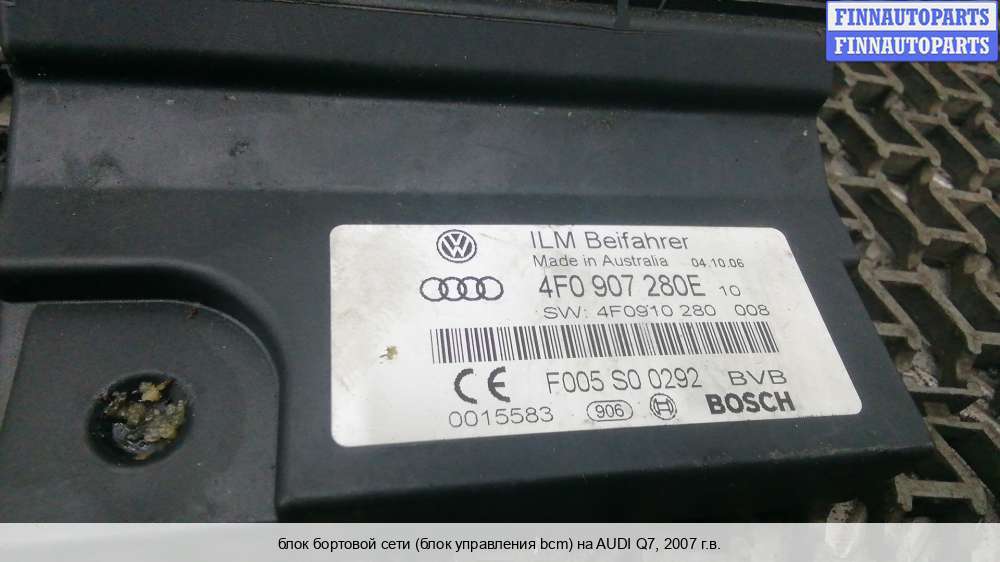 FINNAUTOPARTS
FINNAUTOPARTS
ILM Beifahrer
Made in Australia 04.10.06
4F0 907 280E 10
SW: 4F0910 280 008
CE F005 S0 0292 BVB
0015583 906 BOSCH
блок бортовой сети (блок управления bcm) на AUDI Q7, 2007 г.в.